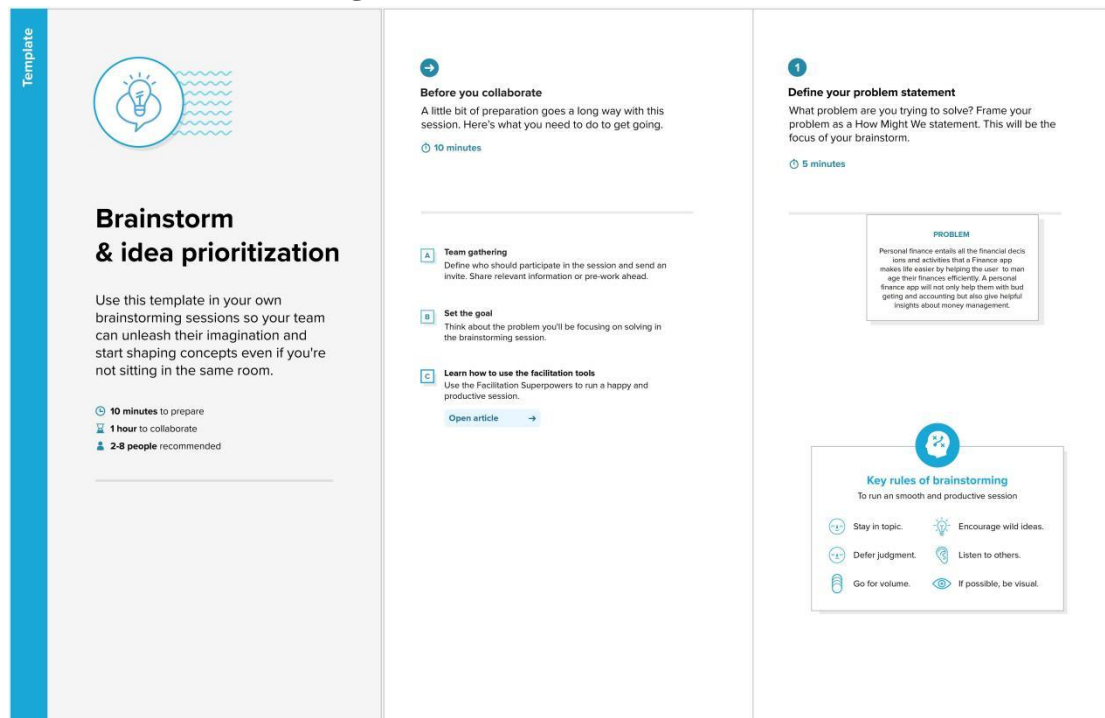 Template
Brainstorm
& idea prioritization
Use this template in your own
brainstorming sessions so your team
can unleash their imagination and
start shaping concepts even if you're
not sitting in the same room.
10 minutes to prepare
1 hour to collaborate
2-8 people recommended
Before you collaborate
A little bit of preparation goes a long way with this
session. Here's what you need to do to get going.
10 minutes
A
Team gathering
Define who should participate in the session and send an
invite. Share relevant information or pre-work ahead.
B
Set the goal
Think about the problem you'll be focusing on solving in
the brainstorming session.
C
Learn how to use the facilitation tools
Use the Facilitation Superpowers to run a happy and
productive session.
Open article
1
Define your problem statement
What problem are you trying to solve? Frame your
problem as a How Might We statement. This will be the
focus of your brainstorm.
5 minutes
PROBLEM
Personal finance entails all the financial decis
ions and activities that a Finance app
makes life easier by helping the user to man
age their finances efficiently. A personal
finance app will not only help them with bud
geting and accounting but also give helpful
insights about money management.
Key rules of brainstorming
To run an smooth and productive session
Stay in topic.
Encourage wild ideas.
Defer judgment.
Listen to others.
Go for volume.
If possible, be visual.